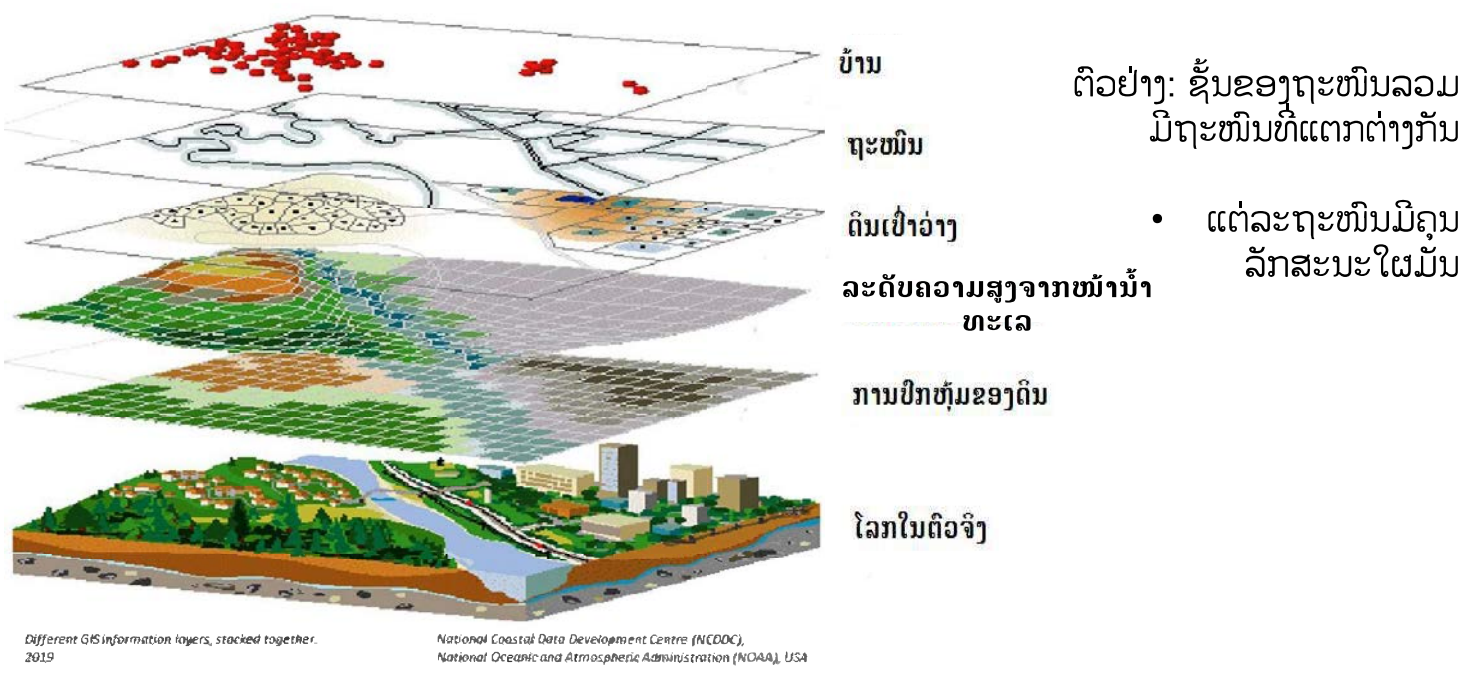 ບ້ານ
ຖະໜົນ
ດິນເປົ່າວ່າງ
ລະດັບຄວາມສູງຈາກໜ້ານ້ຳ
ທະເລ
ການປົກຫຸ້ມຂອງດິນ
ໂລກໃນຕົວຈິງ
ຕົວຢ່າງ: ຊັ້ນຂອງຖະໜົນລວມ
ມີຖະໜົນທີ່ແຕກຕ່າງກັນ
• ແຕ່ລະຖະໜົນມີຄຸນ
ລັກສະນະໃຜມັນ
Different GIS information layers, stacked together.
2019
National Coastal Data Development Centre (NCDDC),
National Oceanic and Atmospheric Administration (NOAA), USA